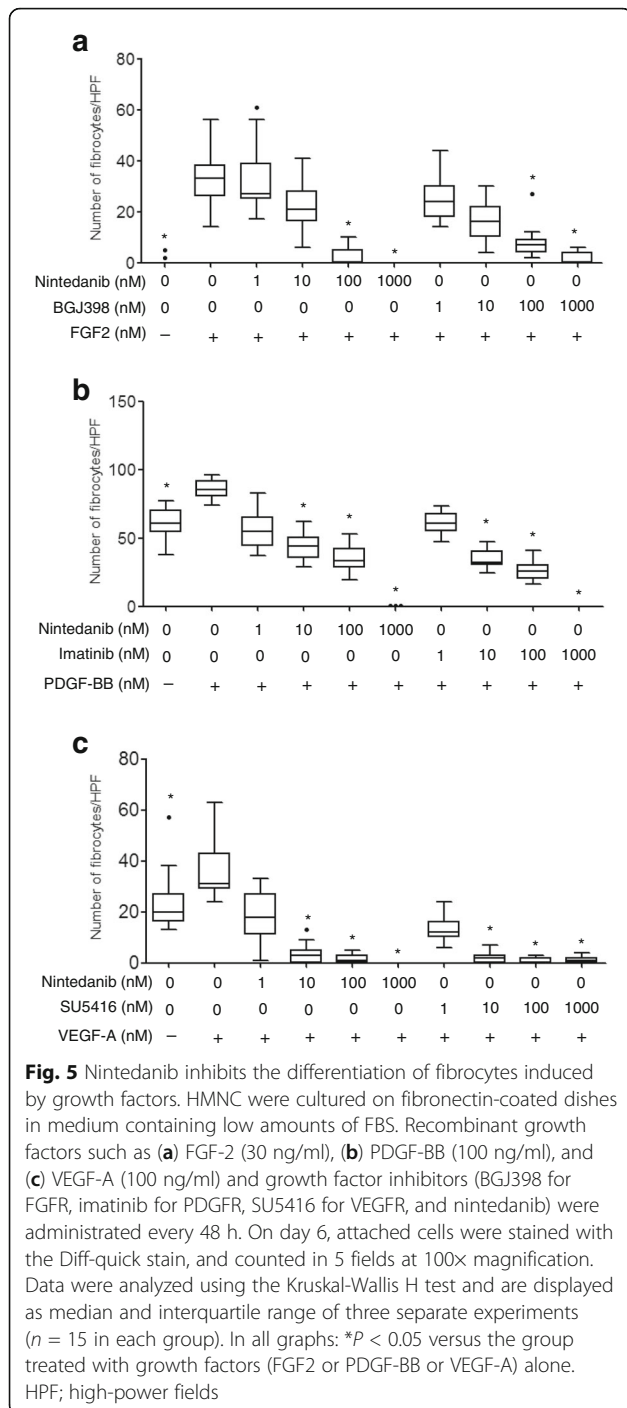 a
80
60
40
20
0
Number of fibrocytes/HPF
* * * * *
Nintedanib (nM) 0 0 1 10 100 1000 0 0 0 0
BGJ398 (nM) 0 0 0 0 0 0 1 10 100 1000
FGF2 (nM) − + + + + + + + + +
b
150
100
50
0
Number of fibrocytes/HPF
* * * * * * *
Nintedanib (nM) 0 0 1 10 100 1000 0 0 0 0
Imatinib (nM) 0 0 0 0 0 0 1 10 100 1000
PDGF-BB (nM) − + + + + + + + + +
c
80
60
40
20
0
Number of fibrocytes/HPF
* * * * * * *
Nintedanib (nM) 0 0 1 10 100 1000 0 0 0 0
SU5416 (nM) 0 0 0 0 0 0 1 10 100 1000
VEGF-A (nM) − + + + + + + + + +
Fig. 5 Nintedanib inhibits the differentiation of fibrocytes induced
by growth factors. HMNC were cultured on fibronectin-coated dishes
in medium containing low amounts of FBS. Recombinant growth
factors such as (a) FGF-2 (30 ng/ml), (b) PDGF-BB (100 ng/ml), and
(c) VEGF-A (100 ng/ml) and growth factor inhibitors (BGJ398 for
FGFR, imatinib for PDGFR, SU5416 for VEGFR, and nintedanib) were
administrated every 48 h. On day 6, attached cells were stained with
the Diff-quick stain, and counted in 5 fields at 100× magnification.
Data were analyzed using the Kruskal-Wallis H test and are displayed
as median and interquartile range of three separate experiments
(n = 15 in each group). In all graphs: *P < 0.05 versus the group
treated with growth factors (FGF2 or PDGF-BB or VEGF-A) alone.
HPF; high-power fields